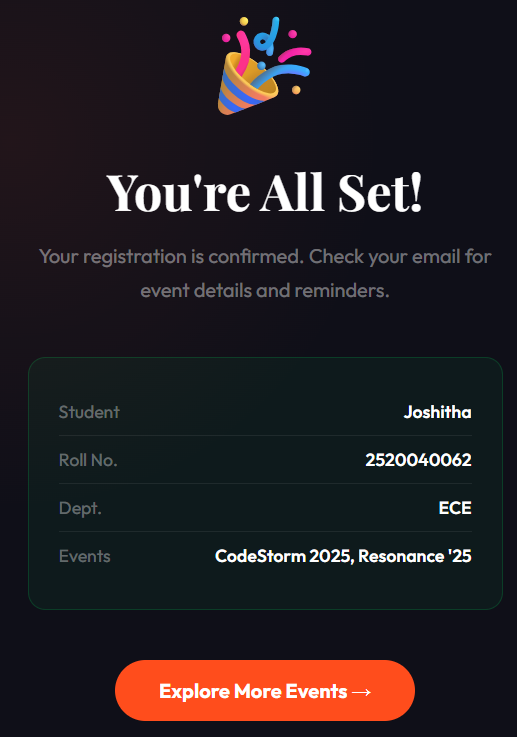 You're All Set!
Your registration is confirmed. Check your email for
event details and reminders.
Student Joshitha
Roll No. 2520040062
Dept. ECE
Events CodeStorm 2025, Resonance '25
Explore More Events →